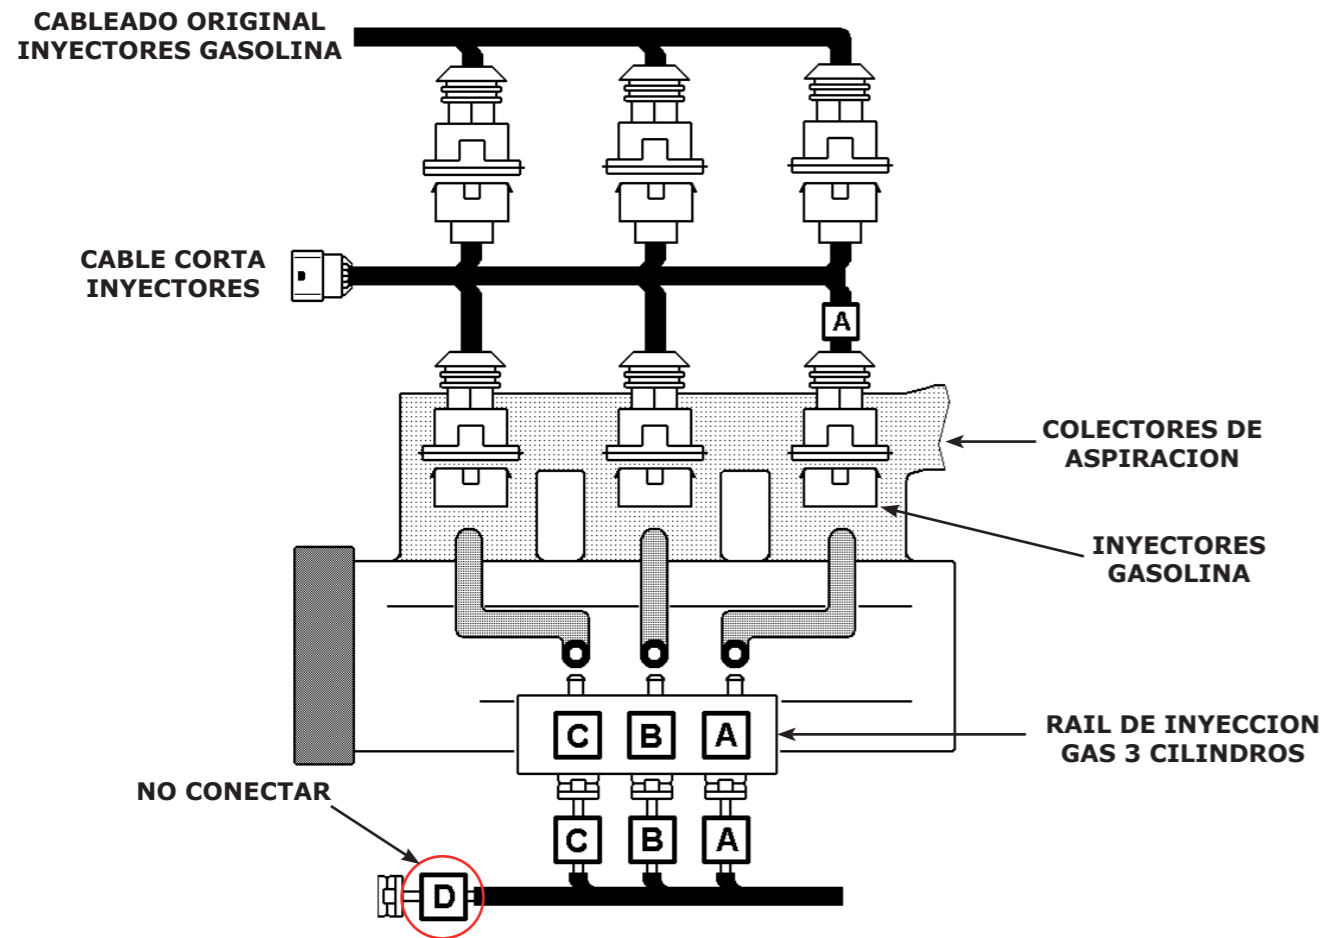 CABLEADO ORIGINAL
INYECTORES GASOLINA
CABLE CORTA
INYECTORES
A
COLECTORES DE
ASPIRACION
INYECTORES
GASOLINA
C B A
RAIL DE INYECCION
GAS 3 CILINDROS
NO CONECTAR
C B A
D